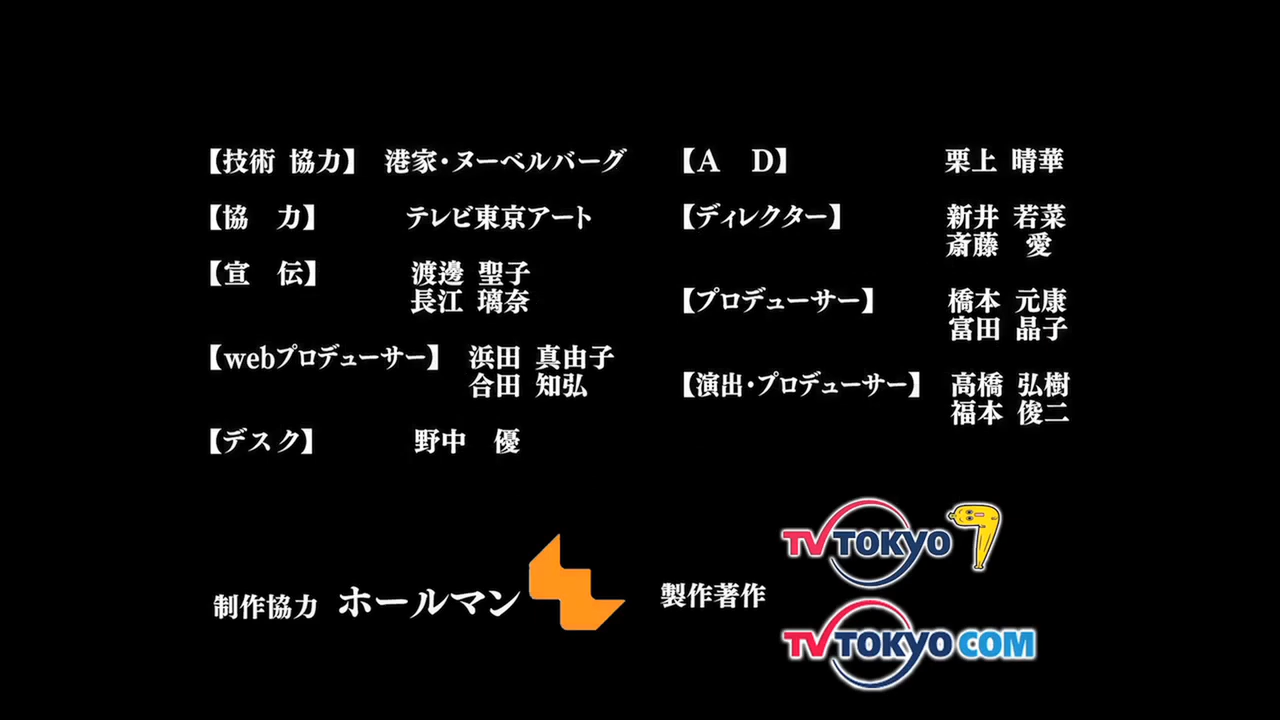 【技術 協力】 港家・ヌーベルバーグ
【協　力】 テレビ東京アート
【宣　伝】 渡邊 聖子
長江 璃奈
【webプロデューサー】 浜田 真由子
合田 知弘
【デスク】 野中　優
【A　D】 栗上 晴華
【ディレクター】 新井 若菜
斎藤　愛
【プロデューサー】 橋本 元康
富田 晶子
【演出・プロデューサー】 高橋 弘樹
福本 俊二
制作協力 ホールマン
製作著作
TV TOKYO 7
TV TOKYO COM